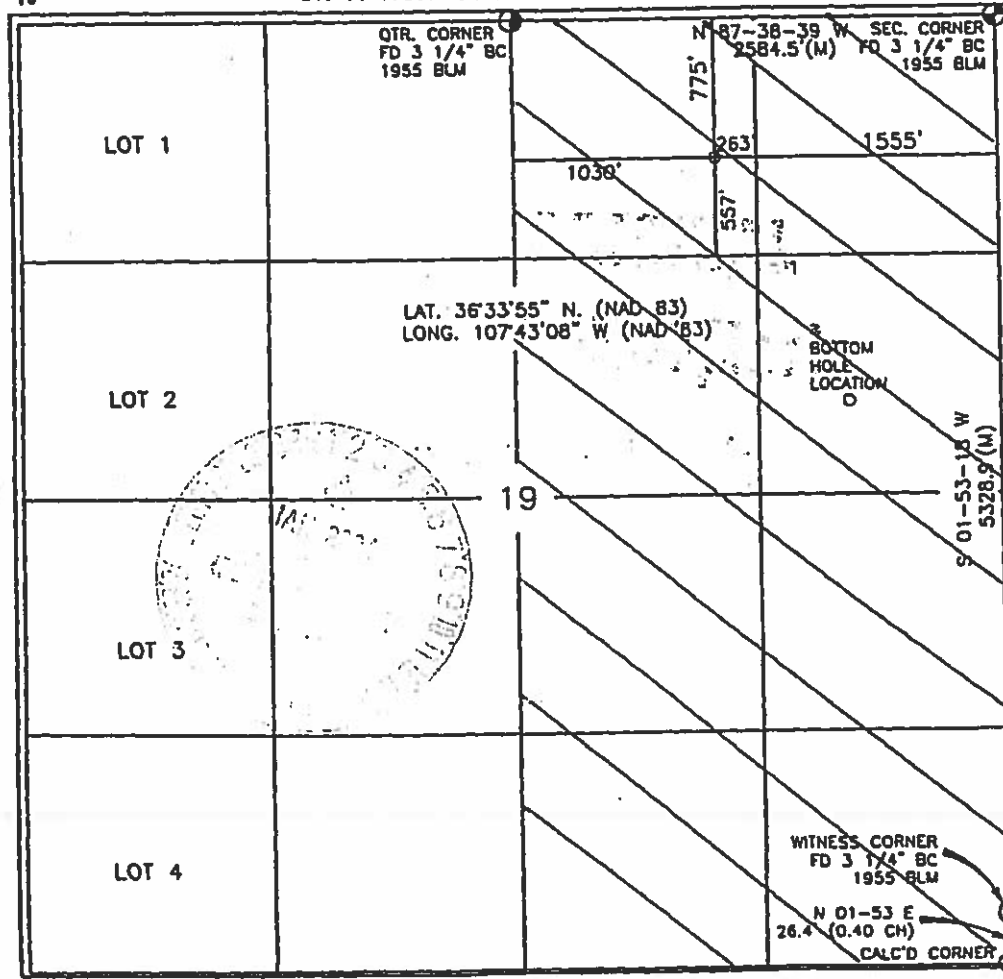 QTR. CORNER
FD 3 1/4" BC
1955 BLM
N 87-38-39 W
2584.5'(M)
SEC. CORNER
FD 3 1/4" BC
1955 BLM
775'
LOT 1
263'
1555'
1030'
557'
LAT. 36°33'55" N. (NAD 83)
LONG. 107°43'08" W (NAD'83)
BOTTOM
HOLE
LOCATION
LOT 2
S 01-53-18 W
5328.9'(M)
19
LOT 3
WITNESS CORNER
FD 3 1/4" BC
1955 BLM
LOT 4
N 01-53 E
26.4' (0.40 CH)
CALC'D CORNER